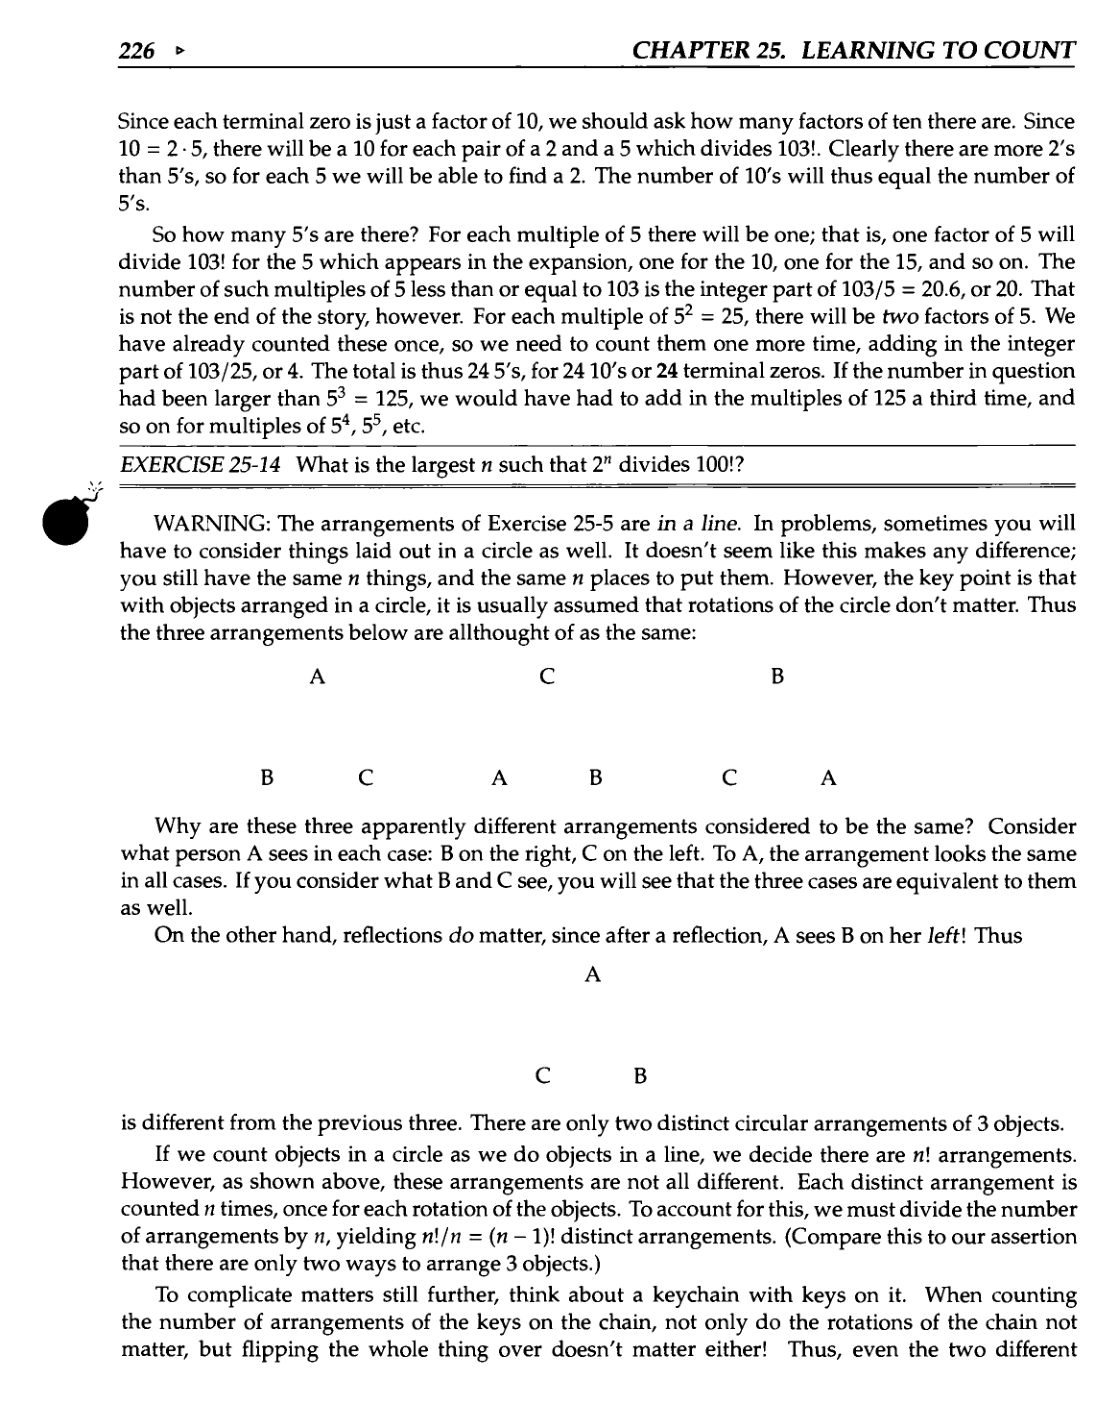 226 ▹ CHAPTER 25. LEARNING TO COUNT
Since each terminal zero is just a factor of 10, we should ask how many factors of ten there are. Since
10 = 2 · 5, there will be a 10 for each pair of a 2 and a 5 which divides 103!. Clearly there are more 2's
than 5's, so for each 5 we will be able to find a 2. The number of 10's will thus equal the number of
5's.
So how many 5's are there? For each multiple of 5 there will be one; that is, one factor of 5 will
divide 103! for the 5 which appears in the expansion, one for the 10, one for the 15, and so on. The
number of such multiples of 5 less than or equal to 103 is the integer part of 103/5 = 20.6, or 20. That
is not the end of the story, however. For each multiple of 5² = 25, there will be two factors of 5. We
have already counted these once, so we need to count them one more time, adding in the integer
part of 103/25, or 4. The total is thus 24 5's, for 24 10's or 24 terminal zeros. If the number in question
had been larger than 5³ = 125, we would have had to add in the multiples of 125 a third time, and
so on for multiples of 5⁴, 5⁵, etc.
EXERCISE 25-14 What is the largest n such that 2ⁿ divides 100!?
WARNING: The arrangements of Exercise 25-5 are in a line. In problems, sometimes you will
have to consider things laid out in a circle as well. It doesn't seem like this makes any difference;
you still have the same n things, and the same n places to put them. However, the key point is that
with objects arranged in a circle, it is usually assumed that rotations of the circle don't matter. Thus
the three arrangements below are allthought of as the same:
A C B
B C A B C A
Why are these three apparently different arrangements considered to be the same? Consider
what person A sees in each case: B on the right, C on the left. To A, the arrangement looks the same
in all cases. If you consider what B and C see, you will see that the three cases are equivalent to them
as well.
On the other hand, reflections do matter, since after a reflection, A sees B on her left! Thus
A
C B
is different from the previous three. There are only two distinct circular arrangements of 3 objects.
If we count objects in a circle as we do objects in a line, we decide there are n! arrangements.
However, as shown above, these arrangements are not all different. Each distinct arrangement is
counted n times, once for each rotation of the objects. To account for this, we must divide the number
of arrangements by n, yielding n!/n = (n − 1)! distinct arrangements. (Compare this to our assertion
that there are only two ways to arrange 3 objects.)
To complicate matters still further, think about a keychain with keys on it. When counting
the number of arrangements of the keys on the chain, not only do the rotations of the chain not
matter, but flipping the whole thing over doesn't matter either! Thus, even the two different